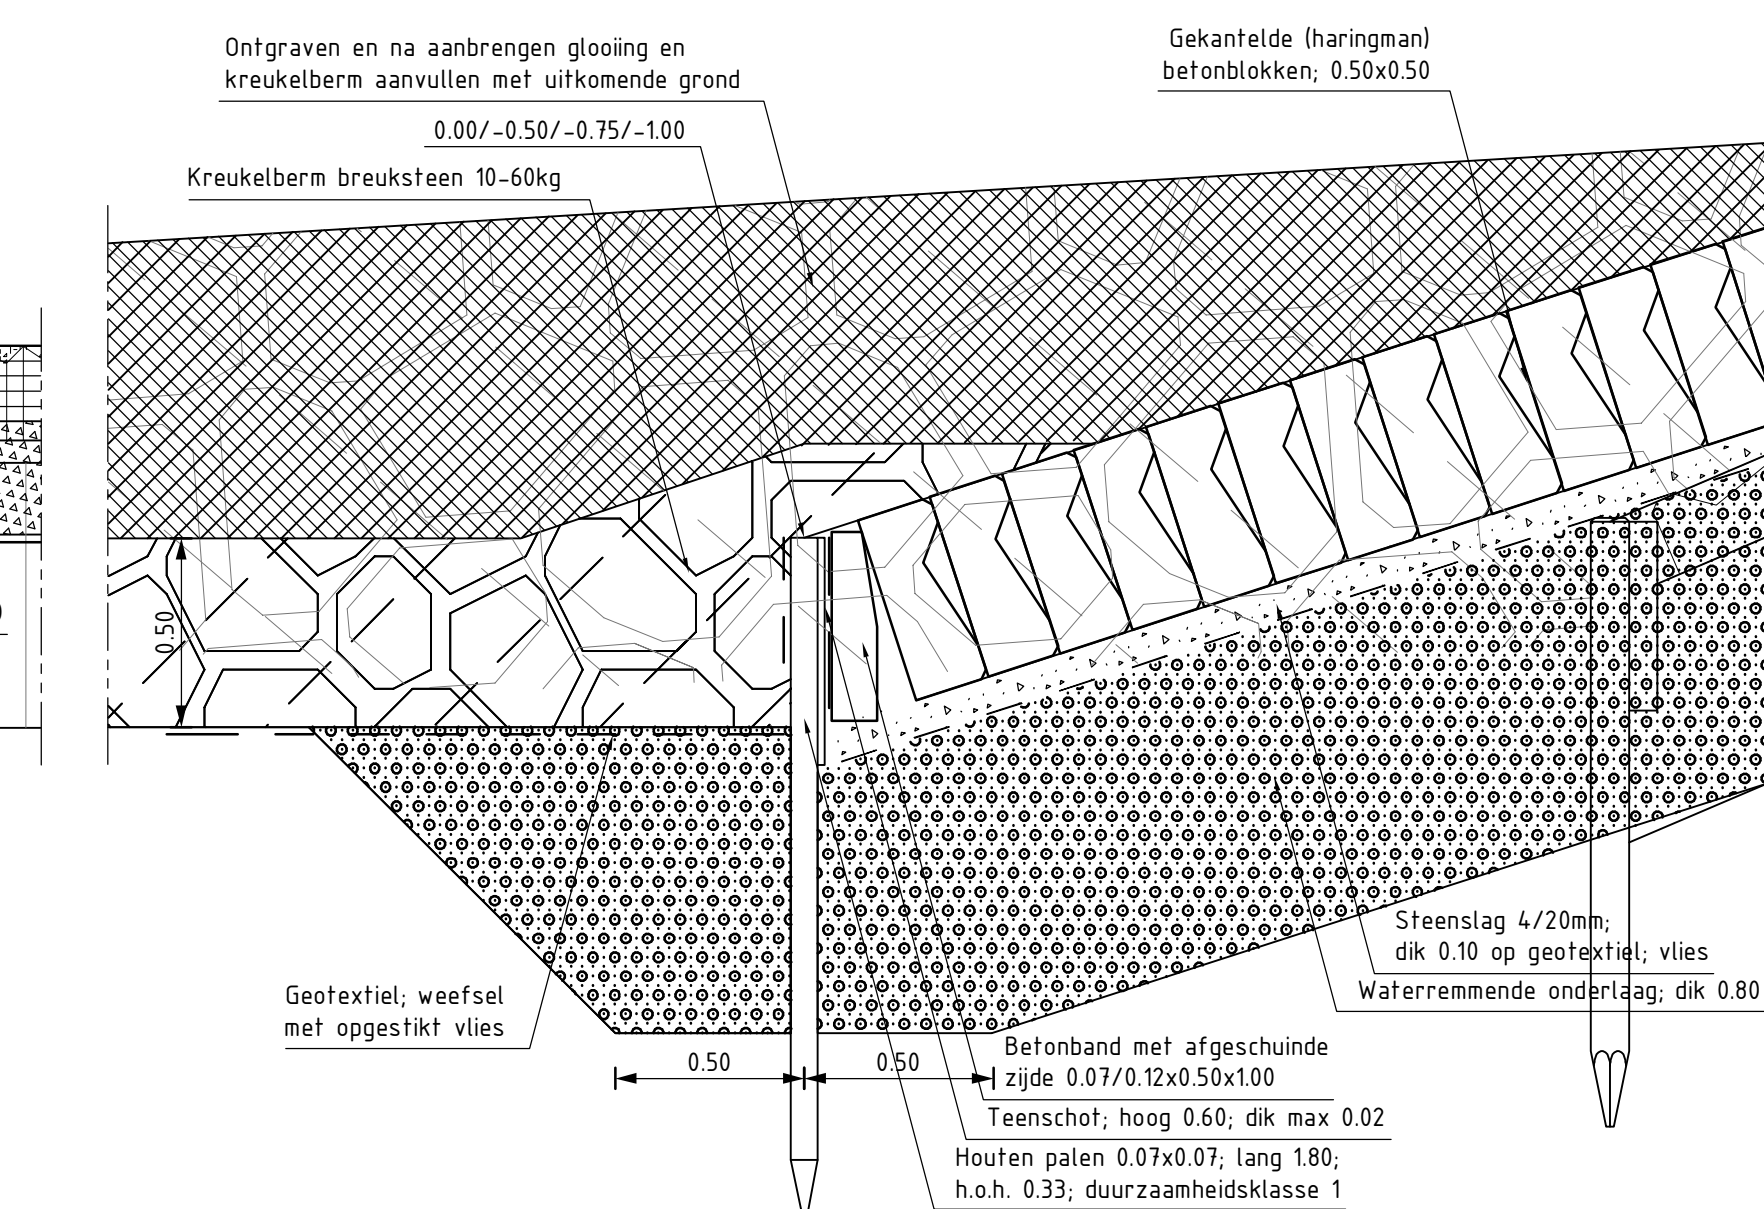 Ontgraven en na aanbrengen glooiing en
kreukelberm aanvullen met uitkomende grond
0.00/-0.50/-0.75/-1.00
Kreukelberm breuksteen 10-60kg
Gekantelde (haringman)
betonblokken; 0.50x0.50
0.50
Geotextiel; weefsel
met opgestikt vlies
0.50
0.50
Steenslag 4/20mm;
dik 0.10 op geotextiel; vlies
Waterremmende onderlaag; dik 0.80
Betonband met afgeschuinde
zijde 0.07/0.12x0.50x1.00
Teenschot; hoog 0.60; dik max 0.02
Houten palen 0.07x0.07; lang 1.80;
h.o.h. 0.33; duurzaamheidsklasse 1